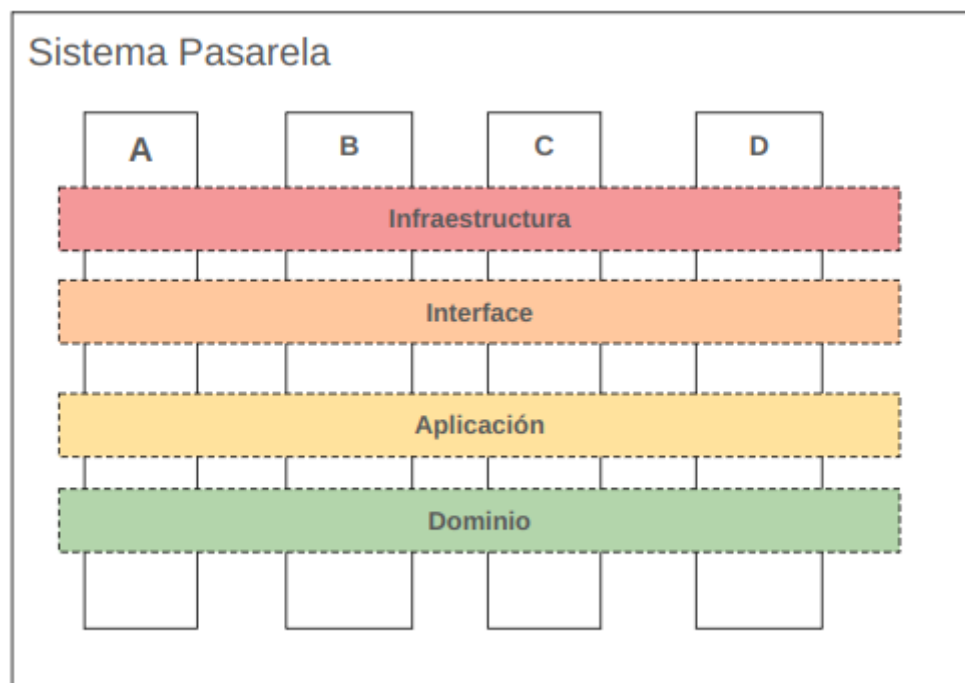 Sistema Pasarela
A B C D
Infraestructura
Interface
Aplicación
Dominio